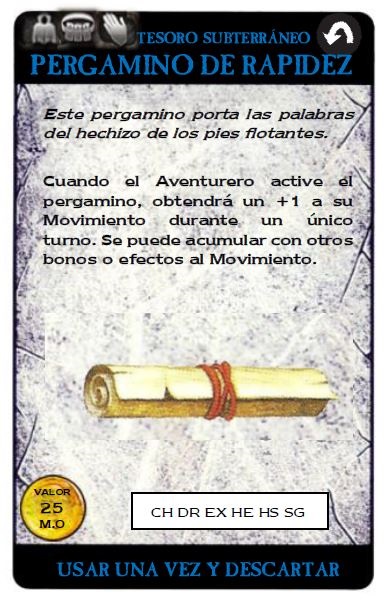 TESORO SUBTERRÁNEO
PERGAMINO DE RAPIDEZ
Este pergamino porta las palabras
del hechizo de los pies flotantes.
Cuando el Aventurero active el
pergamino, obtendrá un +1 a su
Movimiento durante un único
turno. Se puede acumular con otros
bonos o efectos al Movimiento.
VALOR
25
M.O
CH DR EX HE HS SG
USAR UNA VEZ Y DESCARTAR